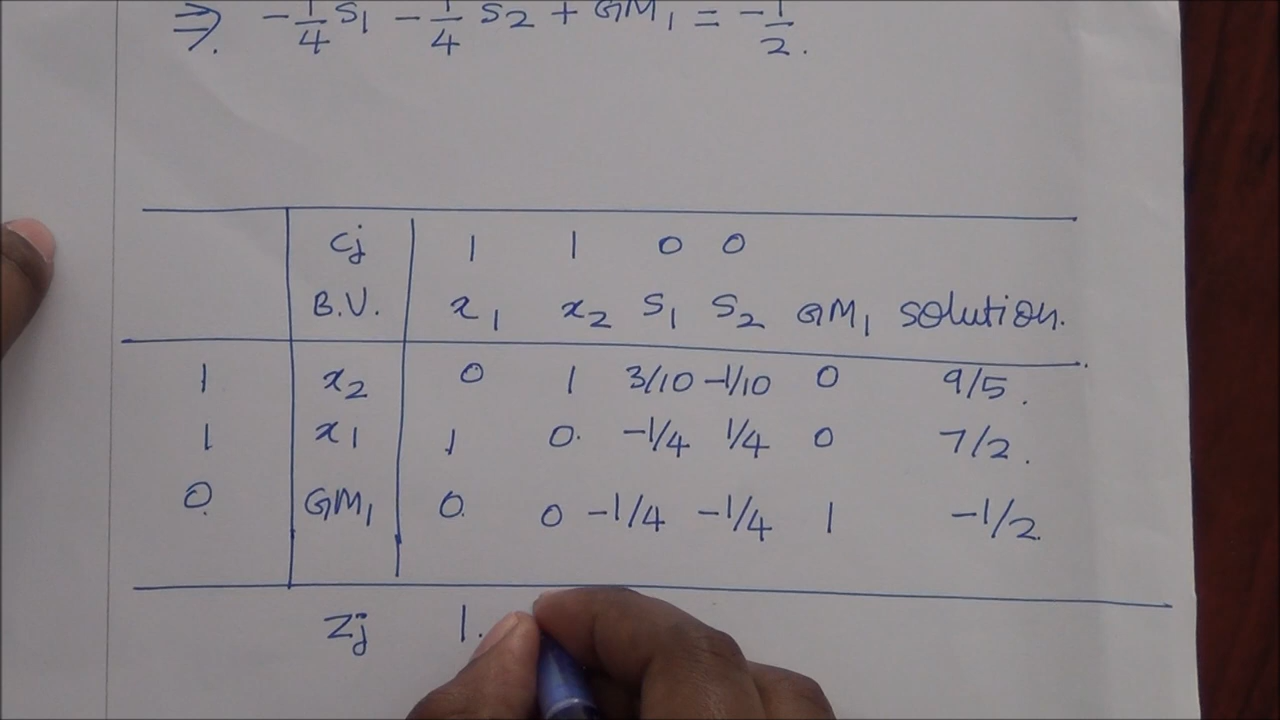 ⇒ -1/4 S1 - 1/4 S2 + GM1 = -1/2.
Cj 1 1 0 0
B.V. x1 x2 S1 S2 GM1 solution.
1 x2 0 1 3/10 -1/10 0 9/5.
1 x1 1 0. -1/4 1/4 0 7/2.
0. GM1 0. 0 -1/4 -1/4 1 -1/2.
Zj 1.